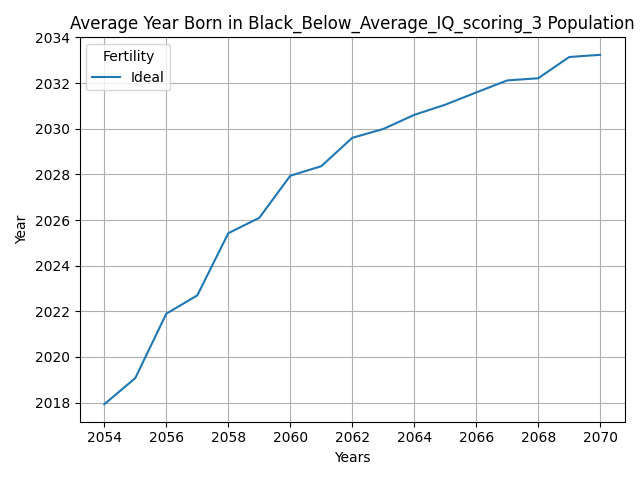 Average Year Born in Black_Below_Average_IQ_scoring_3 Population
2034
2032
2030
2028
2026
2024
2022
2020
2018
Year
Fertility
Ideal
2054 2056 2058 2060 2062 2064 2066 2068 2070
Years